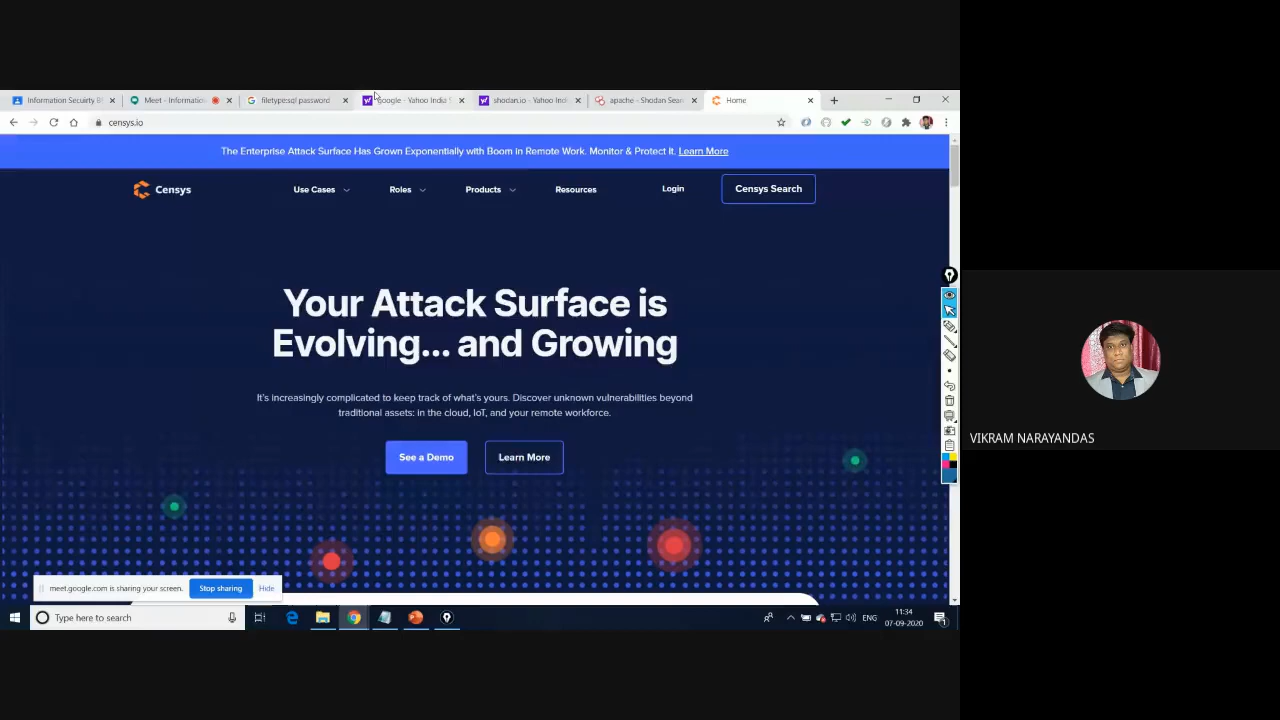 Information Secuirty B
Meet - Informatio
filetype:sql password
google - Yahoo India
shodan.io - Yahoo Indi
apache - Shodan Sear
Home
censys.io
The Enterprise Attack Surface Has Grown Exponentially with Boom in Remote Work. Monitor & Protect It. Learn More
Censys
Use Cases
Roles
Products
Resources
Login
Censys Search
Your Attack Surface is
Evolving... and Growing
It's increasingly complicated to keep track of what's yours. Discover unknown vulnerabilities beyond
traditional assets: in the cloud, IoT, and your remote workforce.
See a Demo
Learn More
VIKRAM NARAYANDAS
meet.google.com is sharing your screen.
Stop sharing
Hide
Type here to search
ENG
11:34
07-09-2020
1